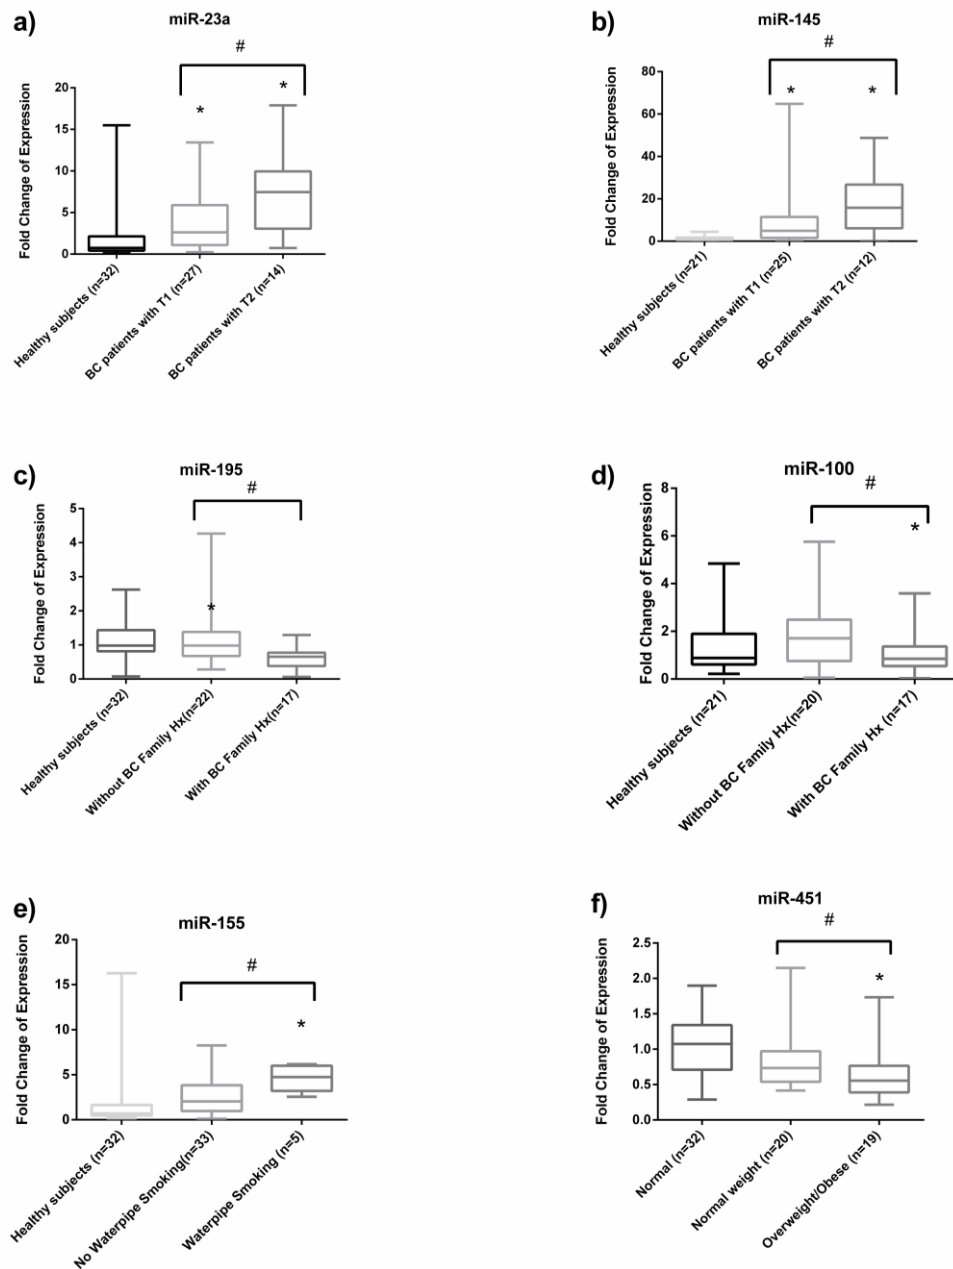 a)
miR-23a
#
*
*
Fold Change of Expression
20
15
10
5
0
Healthy subjects (n=32)
BC patients with T1 (n=27)
BC patients with T2 (n=14)
b)
miR-145
#
*
*
Fold Change of Expression
80
60
40
20
0
Healthy subjects (n=21)
BC patients with T1 (n=25)
BC patients with T2 (n=12)
c)
miR-195
#
*
Fold Change of Expression
5
4
3
2
1
0
Healthy subjects (n=32)
Without BC Family Hx(n=22)
With BC Family Hx(n=17)
d)
miR-100
#
*
Fold Change of Expression
8
6
4
2
0
Healthy subjects (n=21)
Without BC Family Hx(n=20)
With BC Family Hx (n=17)
e)
miR-155
#
*
Fold Change of Expression
20
15
10
5
0
Healthy subjects (n=32)
No Waterpipe Smoking(n=33)
Waterpipe Smoking (n=5)
f)
miR-451
#
*
Fold Change of Expression
2.5
2.0
1.5
1.0
0.5
0.0
Normal (n=32)
Normal weight (n=20)
Overweight/Obese (n=19)